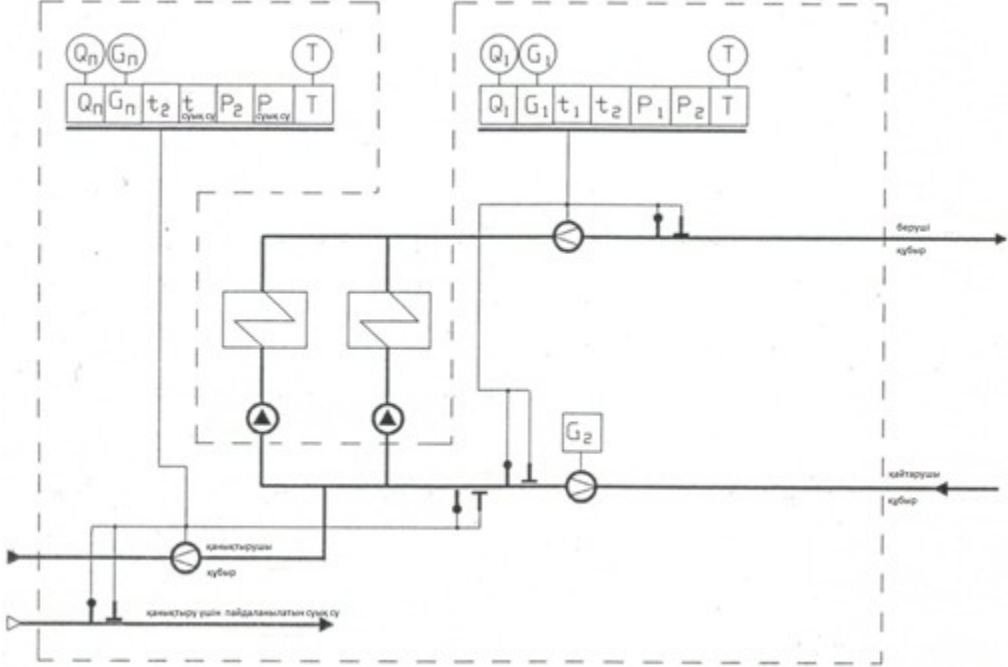 Qп Gп T
Qп Gп t₂ t суық су P₂ P суық су T
Q₁ G₁ T
Q₁ G₁ t₁ t₂ P₁ P₂ T
беруші
құбыр
G₂
қайтарушы
құбыр
қанықтырушы
құбыр
қанықтыру үшін пайдаланылатын суық су